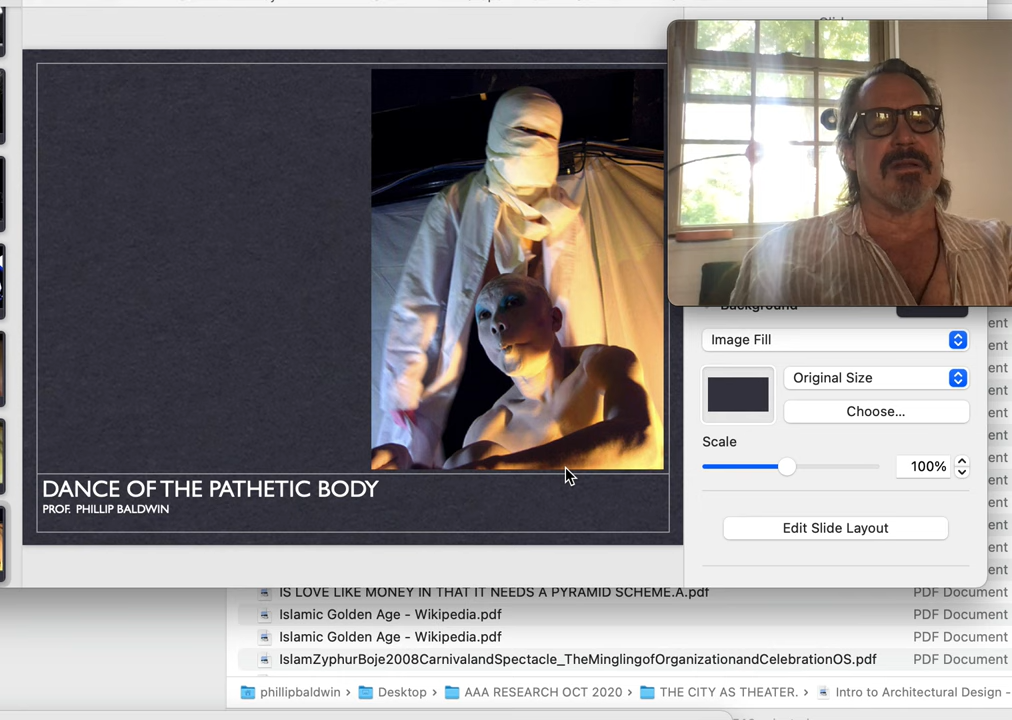 Background
Image Fill
Original Size
Choose...
Scale
100%
Edit Slide Layout
DANCE OF THE PATHETIC BODY
PROF. PHILLIP BALDWIN
IS LOVE LIKE MONEY IN THAT IT NEEDS A PYRAMID SCHEME.A.pdf PDF Document
Islamic Golden Age - Wikipedia.pdf PDF Document
Islamic Golden Age - Wikipedia.pdf PDF Document
IslamZyphurBoje2008CarnivalandSpectacle_TheMinglingofOrganizationandCelebrationOS.pdf PDF Document
phillipbaldwin › Desktop › AAA RESEARCH OCT 2020 › THE CITY AS THEATER. › Intro to Architectural Design -